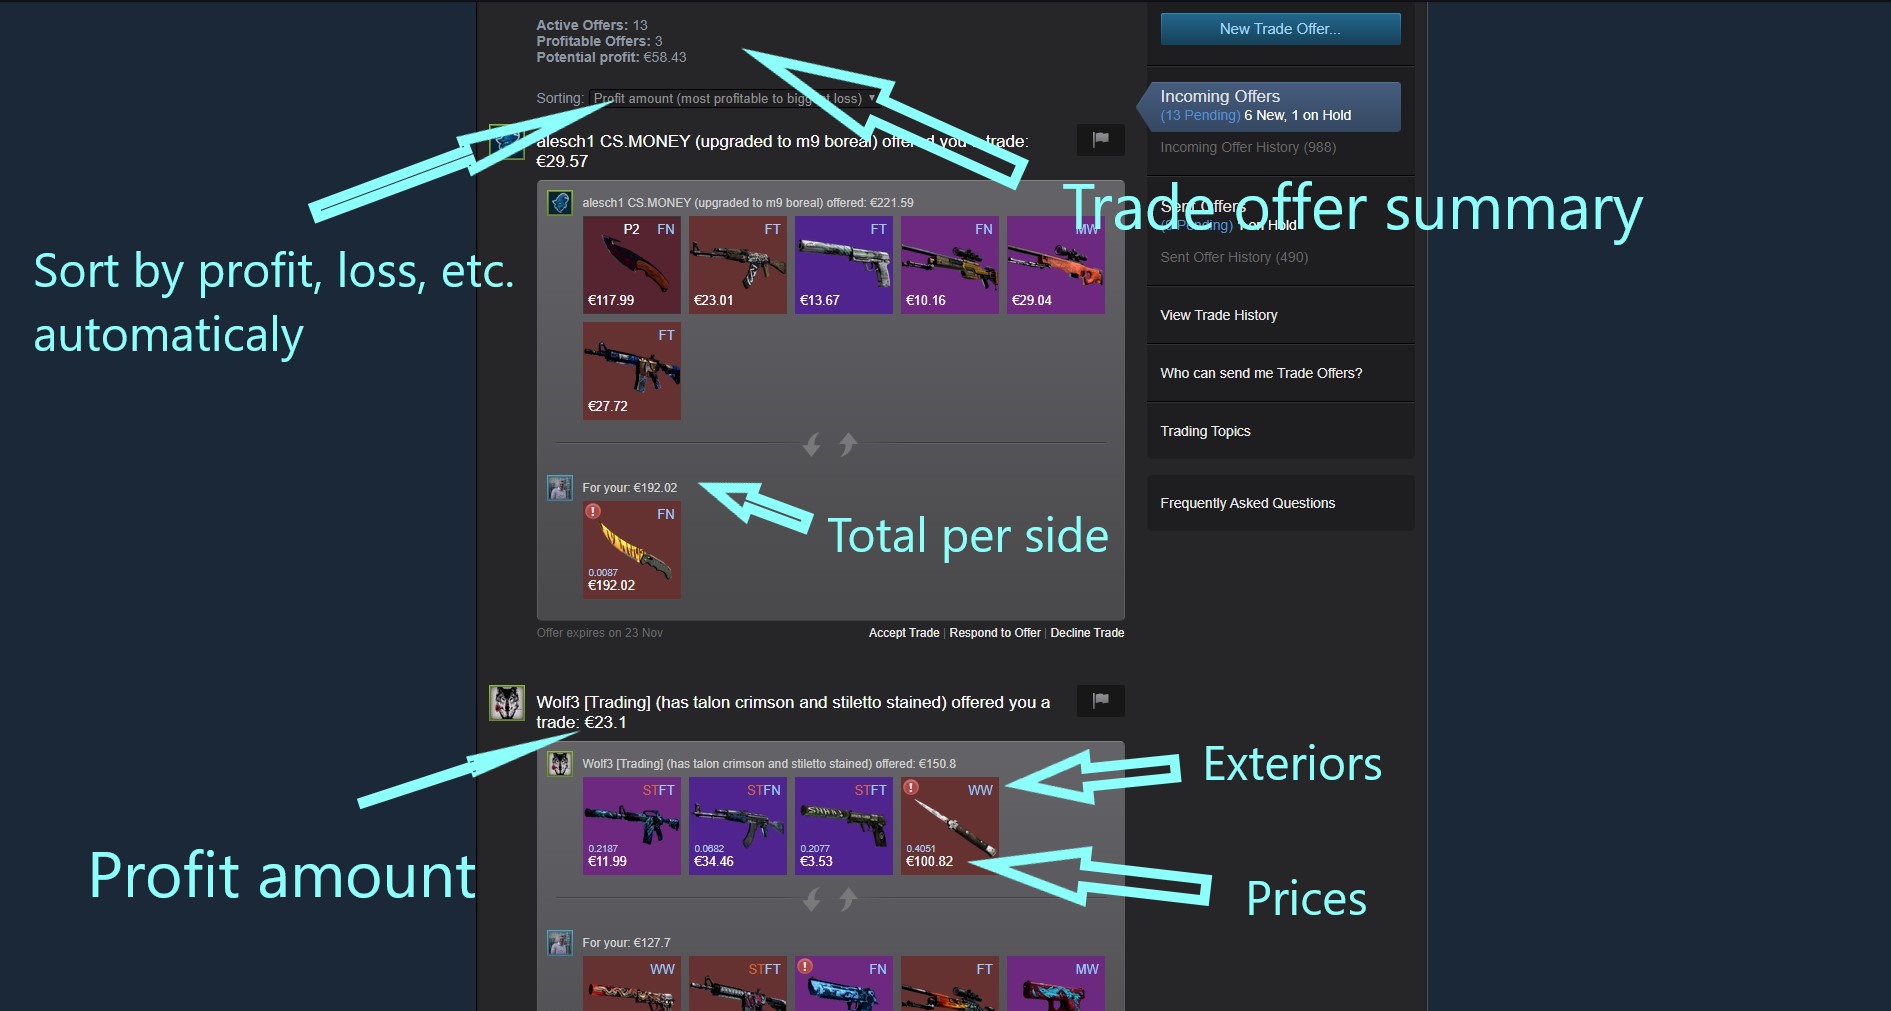 Active Offers: 13
Profitable Offers: 3
Potential profit: €58.43
Sorting: Profit amount (most profitable to biggest loss)
alesch1 CS.MONEY (upgraded to m9 boreal) offered you a trade:
€29.57
alesch1 CS.MONEY (upgraded to m9 boreal) offered: €221.59
P2 FN
€117.99
FT
€23.01
FT
€13.67
FN
€10.16
MW
€29.04
FT
€27.72
For your: €192.02
FN
0.0087
€192.02
Offer expires on 23 Nov
Accept Trade | Respond to Offer | Decline Trade
Wolf3 [Trading] (has talon crimson and stiletto stained) offered you a
trade: €23.1
Wolf3 [Trading] (has talon crimson and stiletto stained) offered: €150.8
STFT
0.2187
€11.99
STFN
0.0682
€34.46
STFT
0.2077
€3.53
WW
0.4051
€100.82
For your: €127.7
WW
STFT
FN
FT
MW
New Trade Offer...
Incoming Offers
(13 Pending) 6 New, 1 on Hold
Incoming Offer History (988)
Sent Offers
Pending) 1 on Hold
Sent Offer History (490)
View Trade History
Who can send me Trade Offers?
Trading Topics
Frequently Asked Questions
Trade offer summary
Sort by profit, loss, etc.
automaticaly
Total per side
Profit amount
Exteriors
Prices